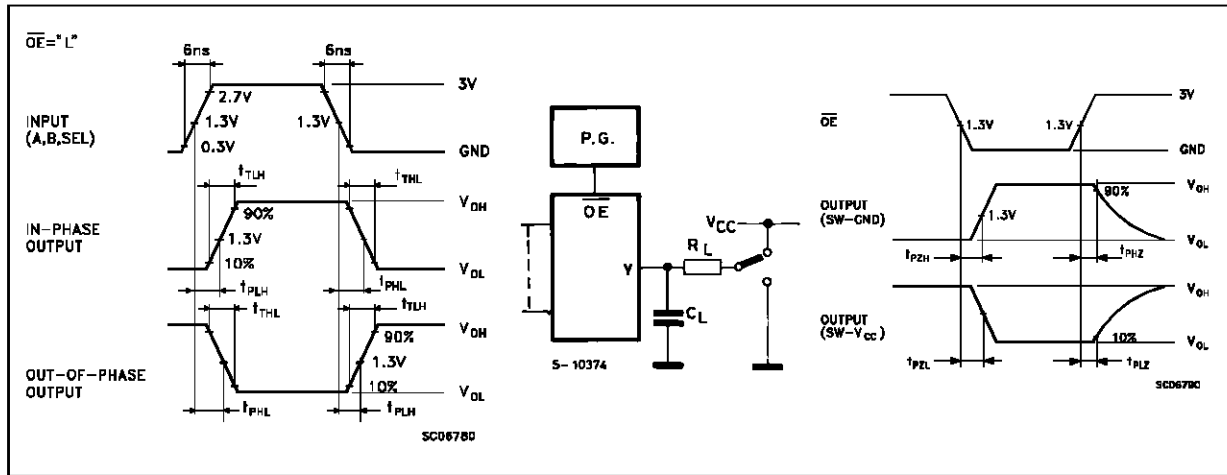 OE="L"
6ns 6ns
3V
2.7V
INPUT
(A,B,SEL)
1.3V 1.3V
0.3V
GND
tTLH tTHL
VOH
90%
IN-PHASE
OUTPUT
1.3V
10%
VOL
tPLH tPHL
tTHL tTLH
VOH
90%
1.3V
OUT-OF-PHASE
OUTPUT
10%
VOL
tPHL tPLH
SC06780
P.G.
OE
VCC
Y
RL
CL
S-10374
3V
OE
1.3V 1.3V
GND
VOH
90%
OUTPUT
(SW-GND)
1.3V
VOL
tPZH tPHZ
VOH
OUTPUT
(SW-VCC)
10%
VOL
tPZL tPLZ
SC06790